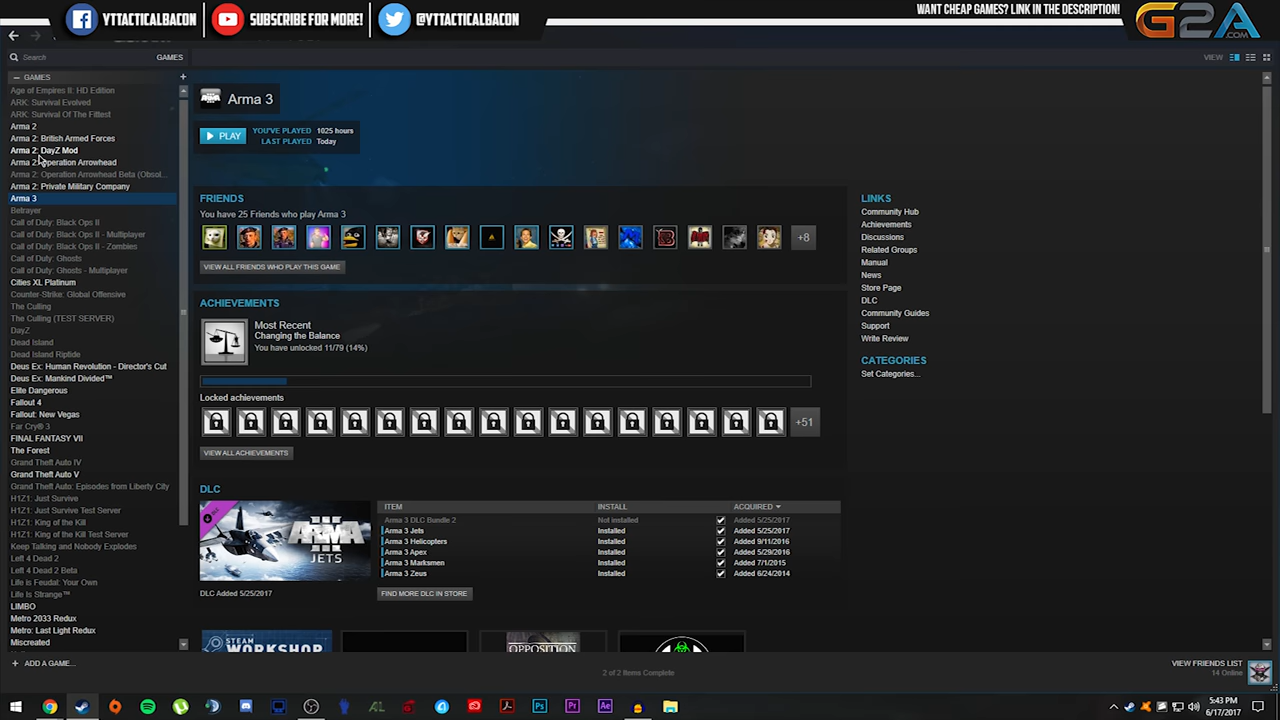 YTTACTICALBACON
SUBSCRIBE FOR MORE!
@YTTACTICALBACON
WANT CHEAP GAMES? LINK IN THE DESCRIPTION!
G2A
.COM
Search
GAMES
VIEW
GAMES
Age of Empires II: HD Edition
ARK: Survival Evolved
ARK: Survival Of The Fittest
Arma 2
Arma 2: British Armed Forces
Arma 2: DayZ Mod
Arma 2: Operation Arrowhead
Arma 2: Operation Arrowhead Beta (Obsol...
Arma 2: Private Military Company
Arma 3
Betrayer
Call of Duty: Black Ops II
Call of Duty: Black Ops II - Multiplayer
Call of Duty: Black Ops II - Zombies
Call of Duty: Ghosts
Call of Duty: Ghosts - Multiplayer
Cities XL Platinum
Counter-Strike: Global Offensive
The Culling
The Culling (TEST SERVER)
DayZ
Dead Island
Dead Island Riptide
Deus Ex: Human Revolution - Director's Cut
Deus Ex: Mankind Divided™
Elite Dangerous
Fallout 4
Fallout: New Vegas
Far Cry® 3
FINAL FANTASY VII
The Forest
Grand Theft Auto IV
Grand Theft Auto V
Grand Theft Auto: Episodes from Liberty City
H1Z1: Just Survive
H1Z1: Just Survive Test Server
H1Z1: King of the Kill
H1Z1: King of the Kill Test Server
Keep Talking and Nobody Explodes
Left 4 Dead 2
Left 4 Dead 2 Beta
Life is Feudal: Your Own
Life Is Strange™
LIMBO
Metro 2033 Redux
Metro: Last Light Redux
Miscreated
ADD A GAME...
Arma 3
PLAY
YOU'VE PLAYED 1025 hours
LAST PLAYED Today
FRIENDS
You have 25 Friends who play Arma 3
+8
VIEW ALL FRIENDS WHO PLAY THIS GAME
ACHIEVEMENTS
Most Recent
Changing the Balance
You have unlocked 11/79 (14%)
Locked achievements
+51
VIEW ALL ACHIEVEMENTS
DLC
ARMA III
JETS
DLC Added 5/25/2017
ITEM INSTALL ACQUIRED
Arma 3 DLC Bundle 2 Not installed Added 5/25/2017
Arma 3 Jets Installed Added 5/25/2017
Arma 3 Helicopters Installed Added 9/11/2016
Arma 3 Apex Installed Added 5/29/2016
Arma 3 Marksmen Installed Added 7/1/2015
Arma 3 Zeus Installed Added 6/24/2014
FIND MORE DLC IN STORE
STEAM
WORKSHOP
OPPOSITION
LINKS
Community Hub
Achievements
Discussions
Related Groups
Manual
News
Store Page
DLC
Community Guides
Support
Write Review
CATEGORIES
Set Categories...
2 of 2 Items Complete
VIEW FRIENDS LIST
14 Online
Ps
Pr
Ae
5:43 PM
6/17/2017